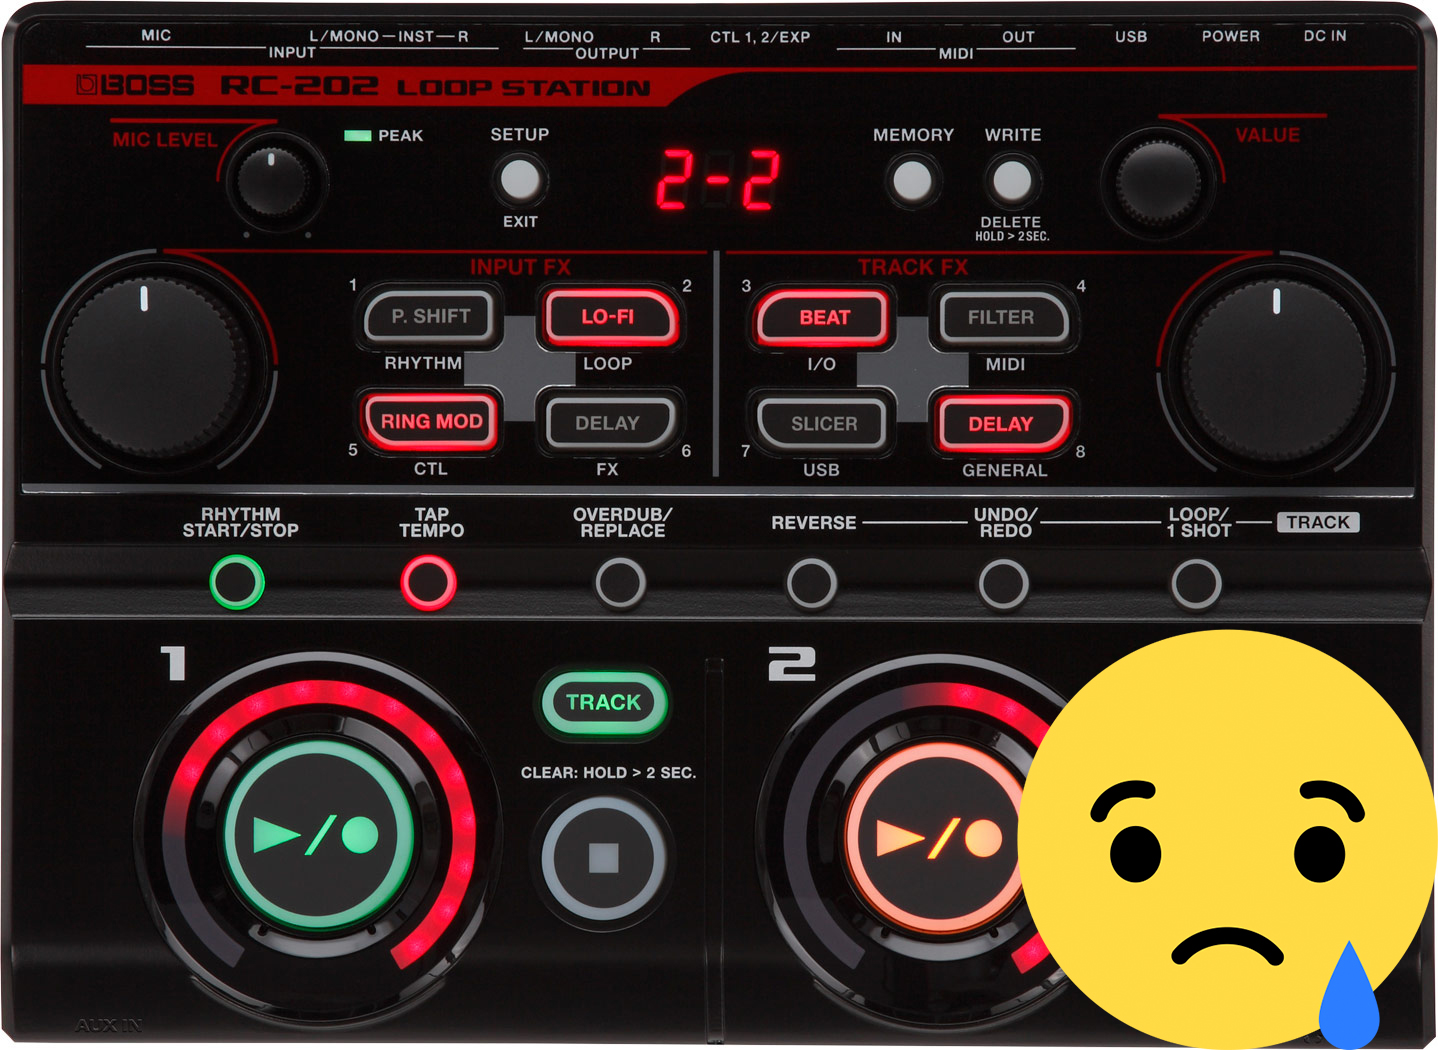 MIC L/MONO—INST—R L/MONO R CTL 1, 2/EXP IN OUT USB POWER DC IN
INPUT OUTPUT MIDI
BOSS RC-202 LOOP STATION
MIC LEVEL PEAK SETUP MEMORY WRITE VALUE
2-2
EXIT DELETE
HOLD > 2 SEC.
INPUT FX TRACK FX
1 P. SHIFT LO-FI 2 3 BEAT FILTER 4
RHYTHM LOOP I/O MIDI
RING MOD DELAY SLICER DELAY
5 CTL FX 6 7 USB GENERAL 8
RHYTHM TAP OVERDUB/ REVERSE UNDO/ LOOP/ TRACK
START/STOP TEMPO REPLACE REDO 1 SHOT
1 2
TRACK
CLEAR: HOLD > 2 SEC.
AUX IN